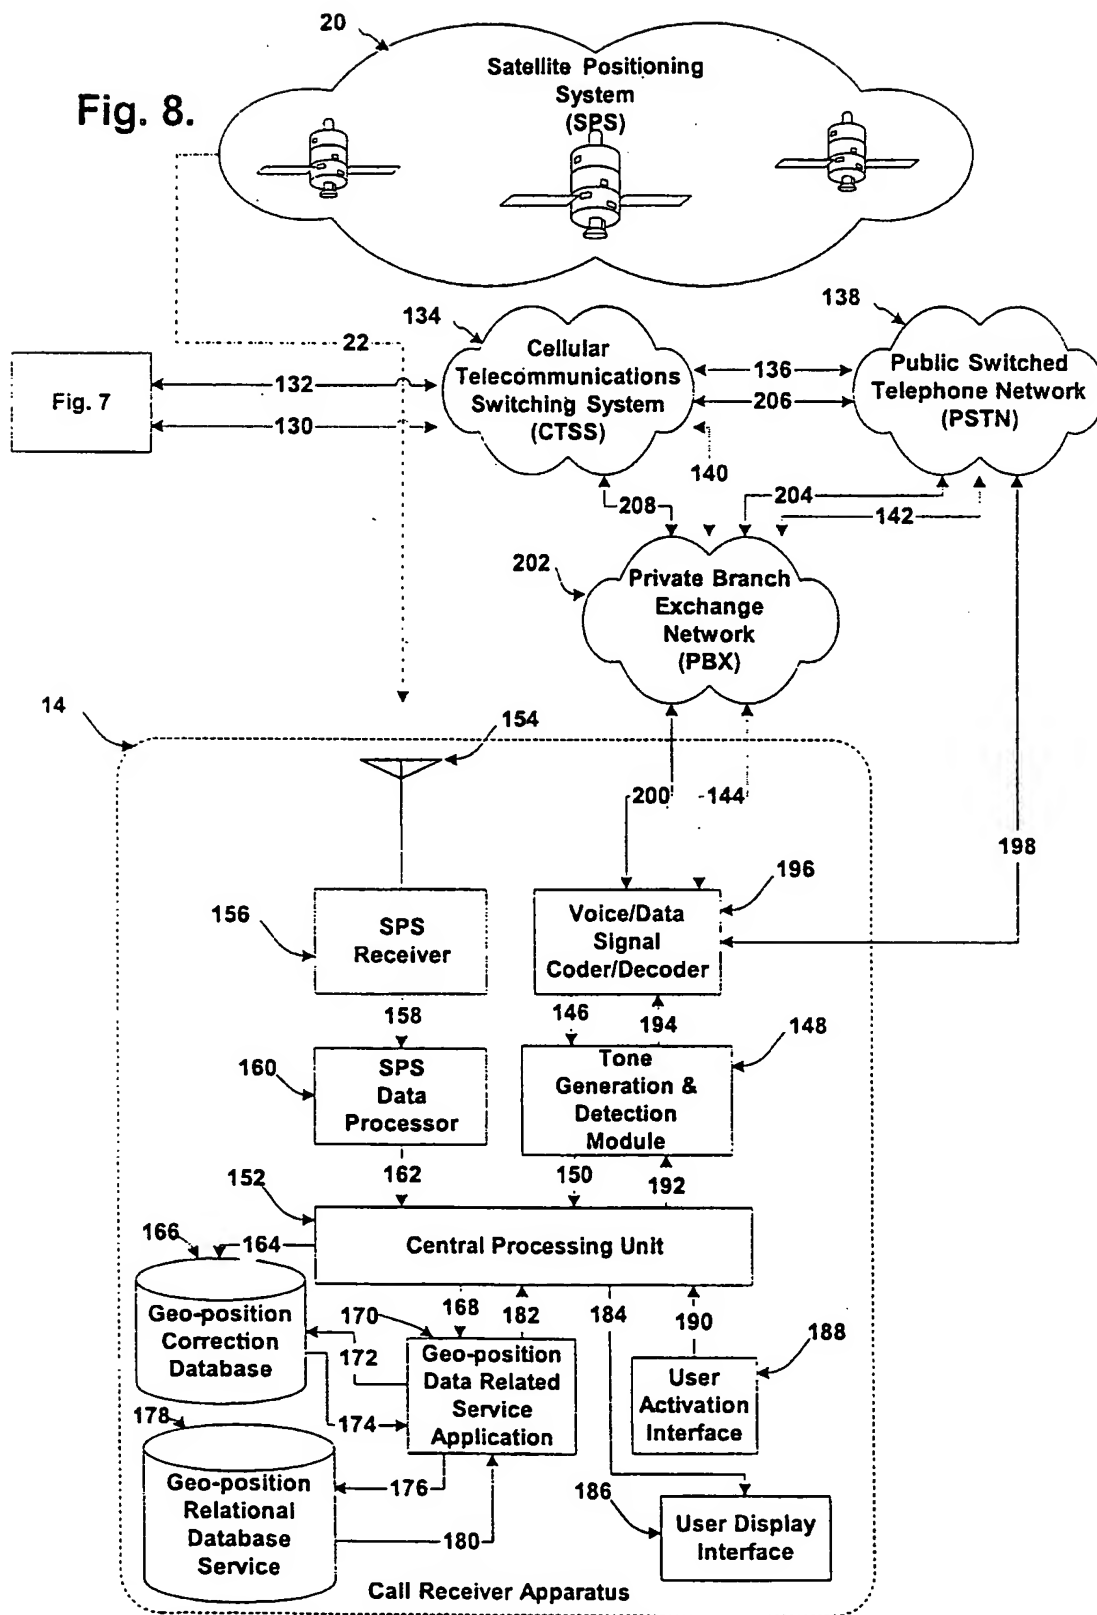 20
Satellite Positioning
System
(SPS)
Fig. 8.
134
138
22
Cellular
Telecommunications
Switching System
(CTSS)
Public Switched
Telephone Network
(PSTN)
Fig. 7
132
130
136
206
140
208
204
142
202
Private Branch
Exchange
Network
(PBX)
14
154
200
144
198
196
156
SPS
Receiver
Voice/Data
Signal
Coder/Decoder
158
146
194
148
160
SPS
Data
Processor
Tone
Generation &
Detection
Module
162
150
192
152
Central Processing Unit
166
164
168
182
184
190
170
188
Geo-position
Correction
Database
172
Geo-position
Data Related
Service
Application
User
Activation
Interface
174
178
176
Geo-position
Relational
Database
Service
180
186
User Display
Interface
Call Receiver Apparatus